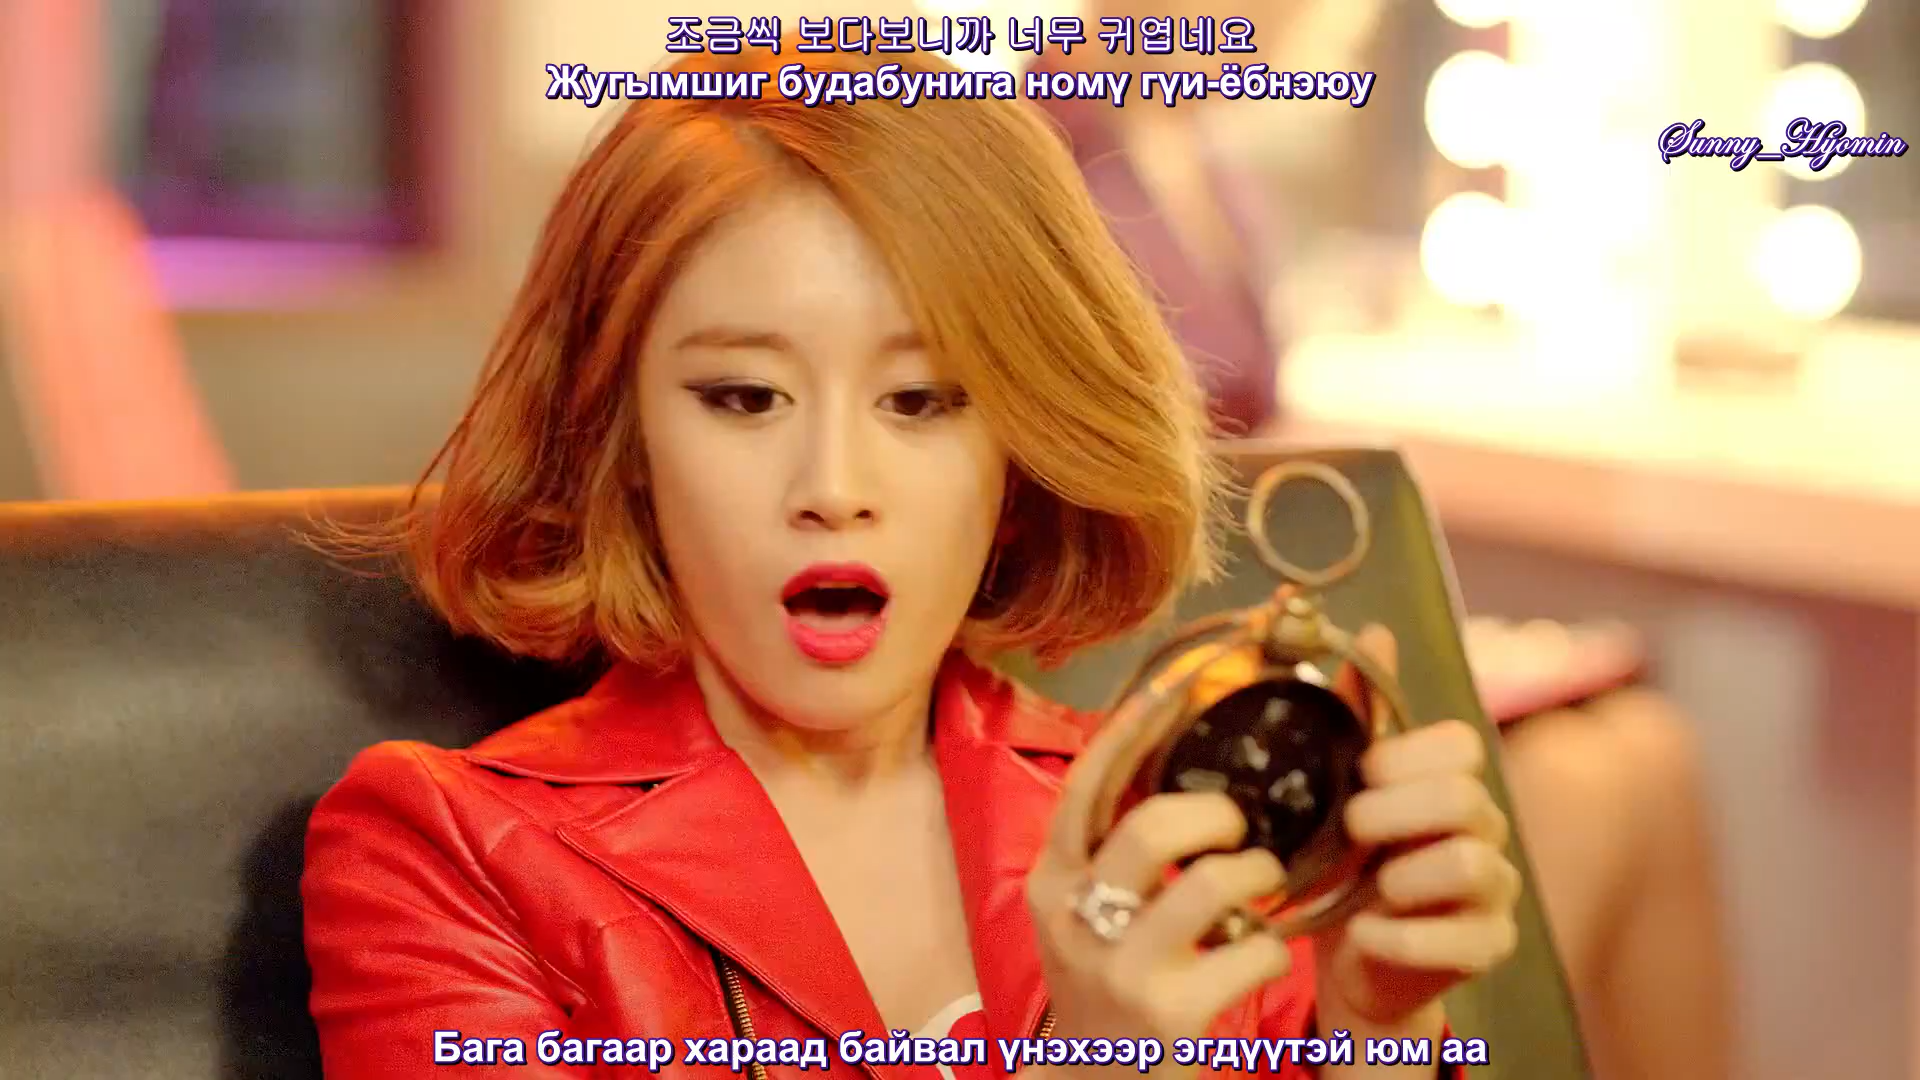 조금씩 보다보니까 너무 귀엽네요
Жугымшиг будабунига номү гүи-ёбнэюу
Sunny_Hyomin
Бага багаар хараад байвал үнэхээр эгдүүтэй юм аа